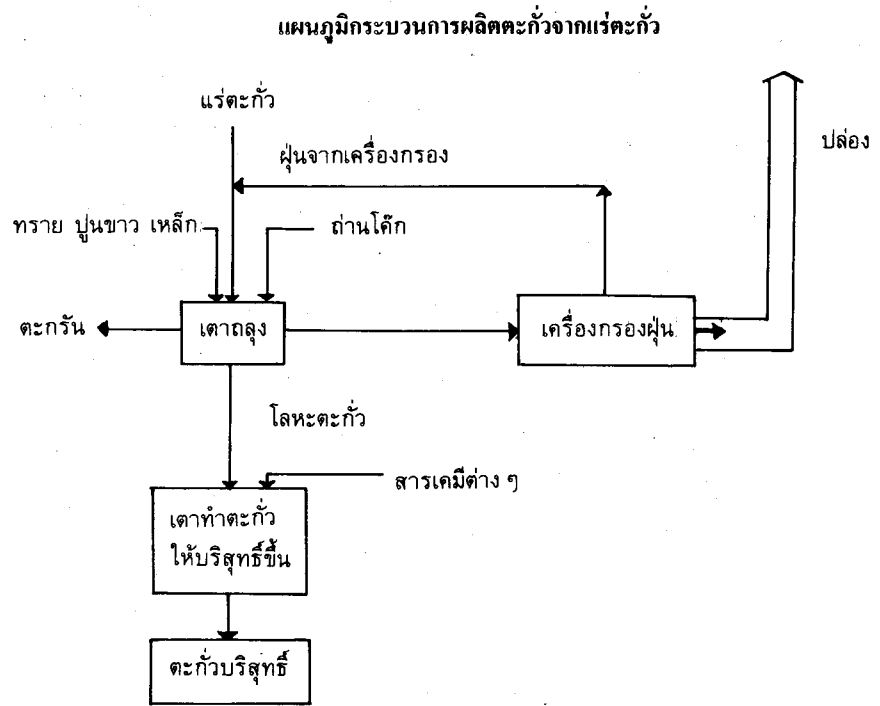 แผนภูมิกระบวนการผลิตตะกั่วจากแร่ตะกั่ว
แร่ตะกั่ว
ปล่อง
ฝุ่นจากเครื่องกรอง
ทราย ปูนขาว เหล็ก
ถ่านโค๊ก
ตะกรัน
เตาถลุง
เครื่องกรองฝุ่น
โลหะตะกั่ว
สารเคมีต่าง ๆ
เตาทำตะกั่ว
ให้บริสุทธิ์ขึ้น
ตะกั่วบริสุทธิ์